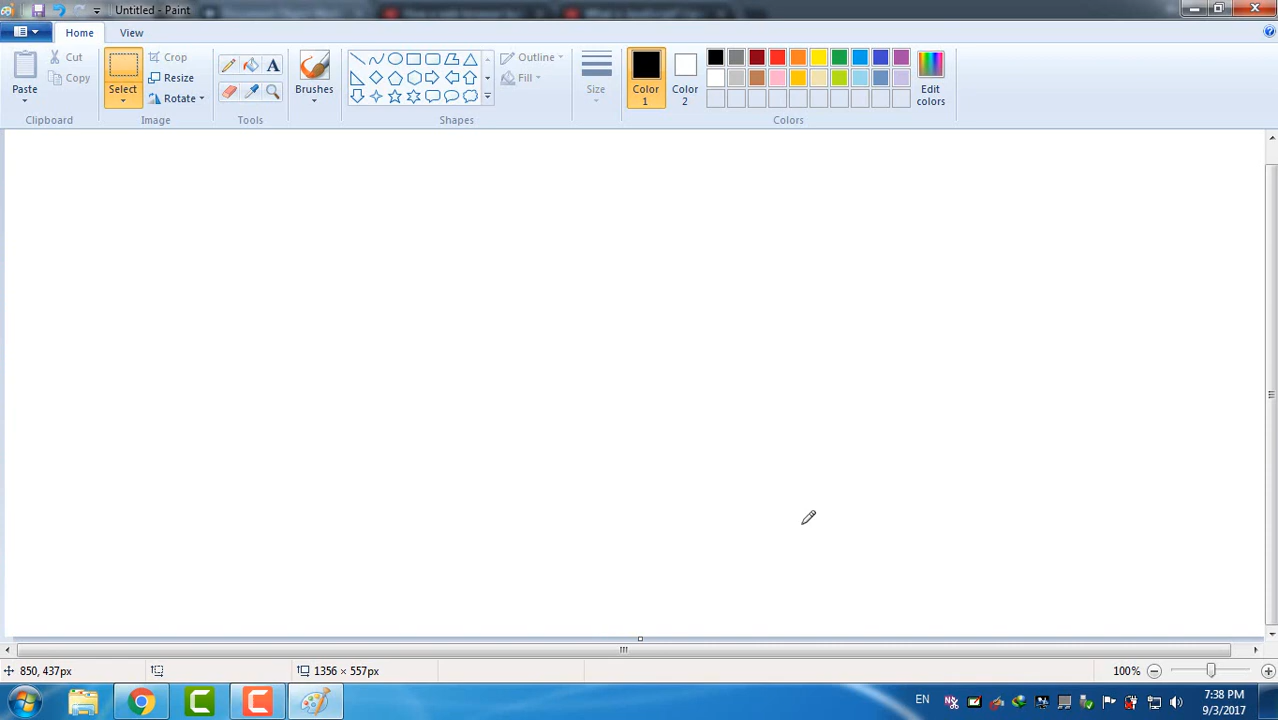 Untitled - Paint
Home View
Paste
Cut
Copy
Clipboard
Select
Crop
Resize
Rotate
Image
Tools
Brushes
Outline
Fill
Shapes
Size
Color 1
Color 2
Edit colors
Colors
850, 437px
1356 × 557px
100%
EN
7:38 PM
9/3/2017